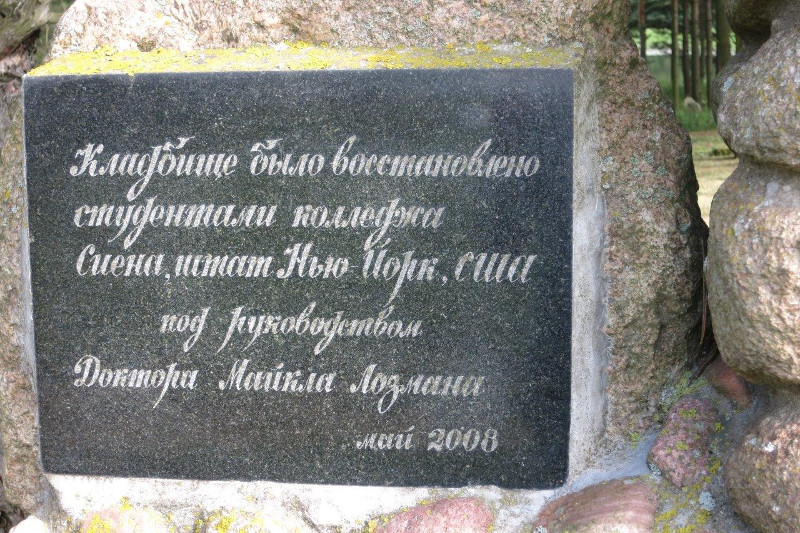 Кладбище было восстановлено
студентами колледжа
Сиена, штат Нью-Йорк, США
под руководством
Доктора Майкла Лозмана
май 2008